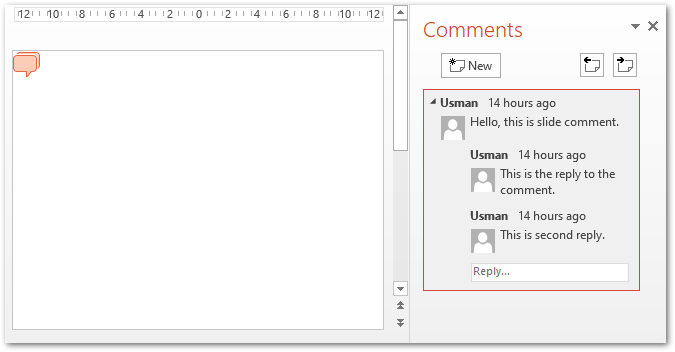 12 10 8 6 4 2 0 2 4 6 8 10 12
Comments
New
Usman 14 hours ago
Hello, this is slide comment.
Usman 14 hours ago
This is the reply to the
comment.
Usman 14 hours ago
This is second reply.
Reply...